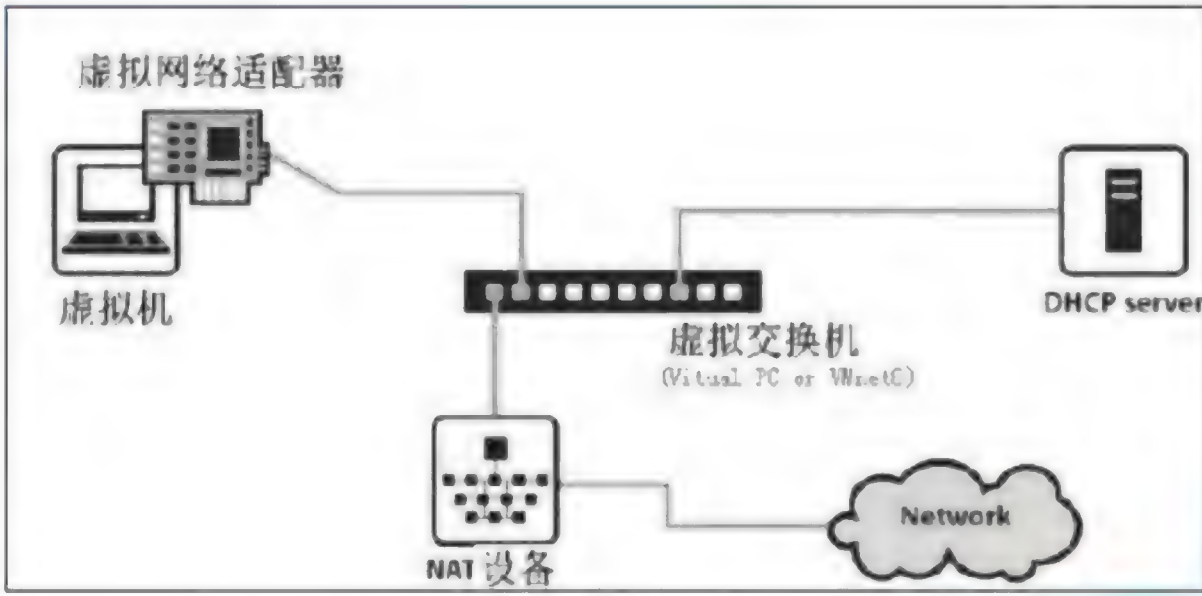 虚拟网络适配器
虚拟机
DHCP server
虚拟交换机
(Vitual PC or
NAT 设备
Network